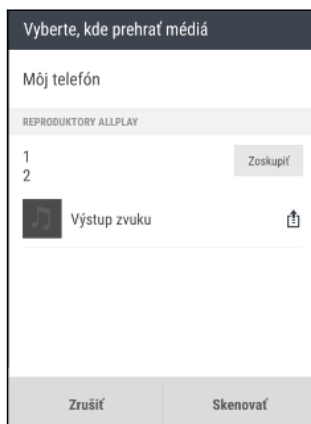 Vyberte, kde prehrať médiá
Môj telefón
REPRODUKTORY ALLPLAY
1
2
Zoskupiť
Výstup zvuku
Zrušiť
Skenovať